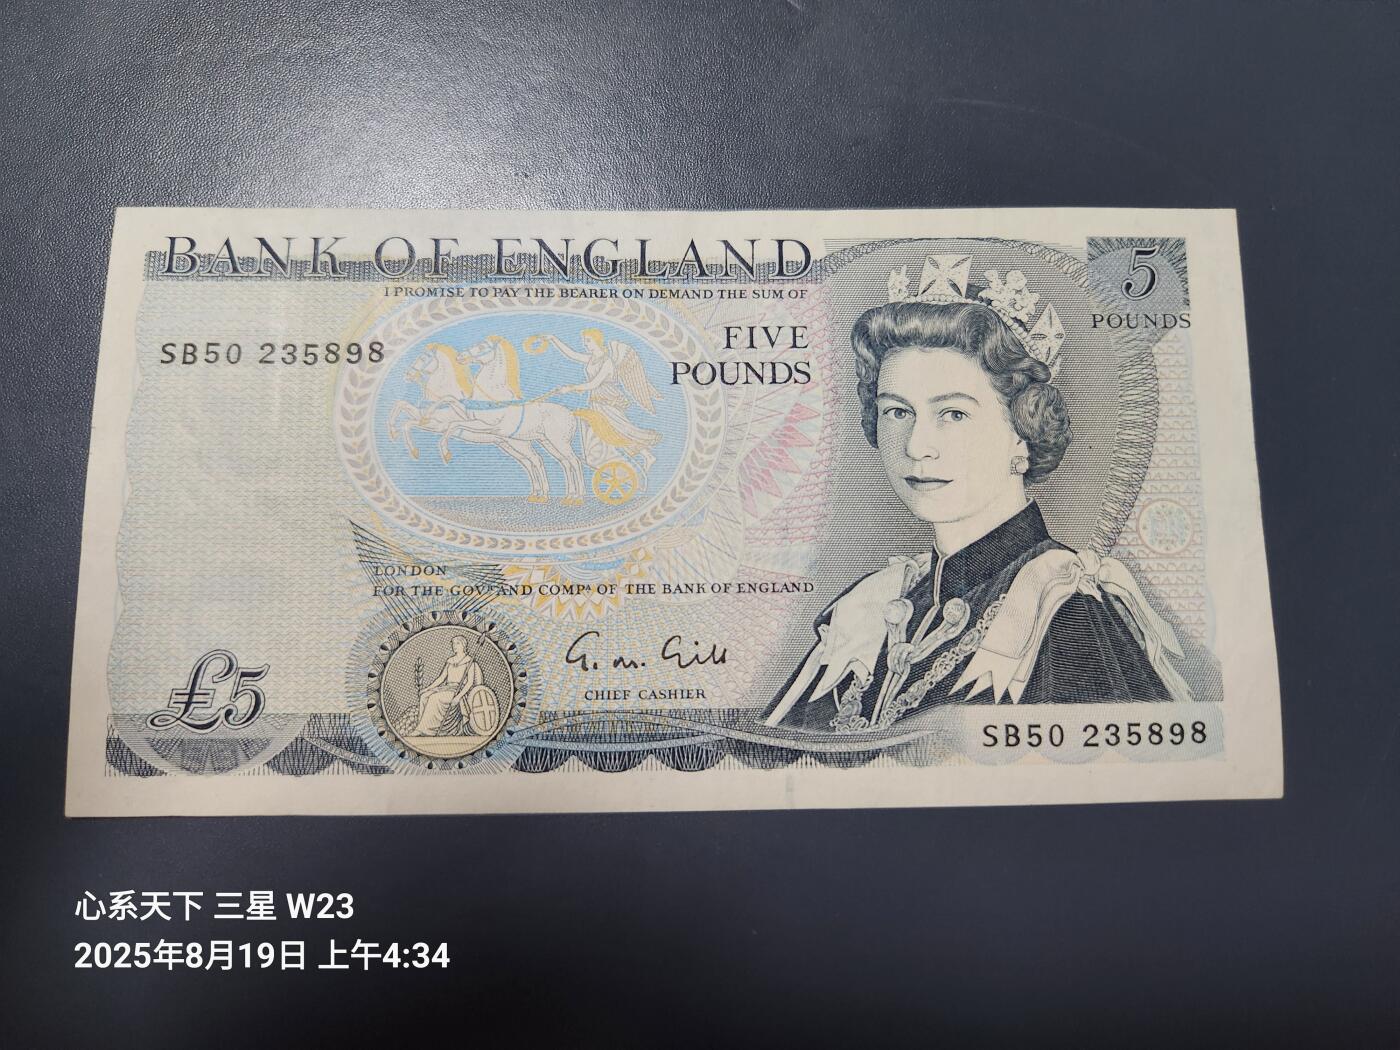 BANK OF ENGLAND
I PROMISE TO PAY THE BEARER ON DEMAND THE SUM OF
5
POUNDS
FIVE
POUNDS
SB50 235898
LONDON
FOR THE GOVR AND COMPA OF THE BANK OF ENGLAND
G. M. Gill
CHIEF CASHIER
£5
SB50 235898
心系天下 三星 W23
2025年8月19日 上午4:34